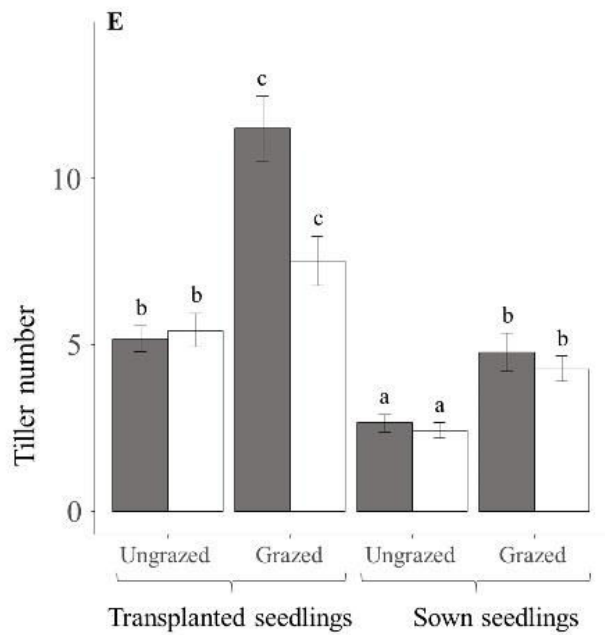 E
c
10
c
b
b
b
b
5
a
a
0
Tiller number
Ungrazed Grazed Ungrazed Grazed
Transplanted seedlings Sown seedlings